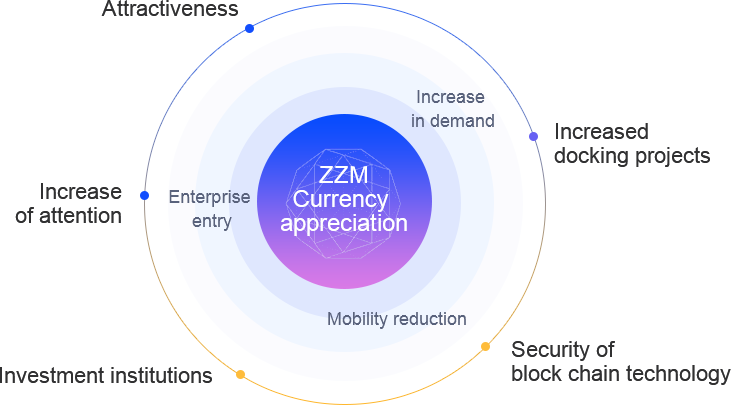 Attractiveness
Increase
in demand
Increased
docking projects
ZZM
Currency
appreciation
Increase
of attention
Enterprise
entry
Mobility reduction
Security of
block chain technology
Investment institutions